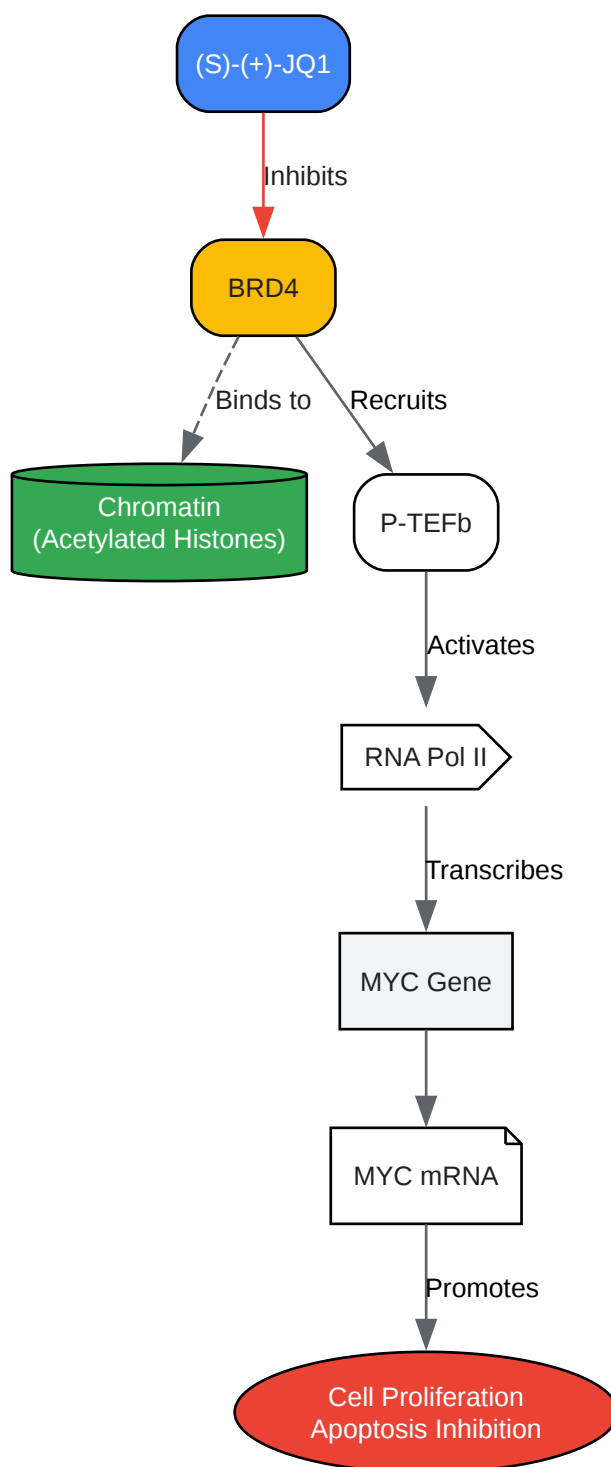 (S)-(+)-JQ1
Inhibits
BRD4
Binds to
Recruits
Chromatin
(Acetylated Histones)
P-TEFb
Activates
RNA Pol II
Transcribes
MYC Gene
MYC mRNA
Promotes
Cell Proliferation
Apoptosis Inhibition